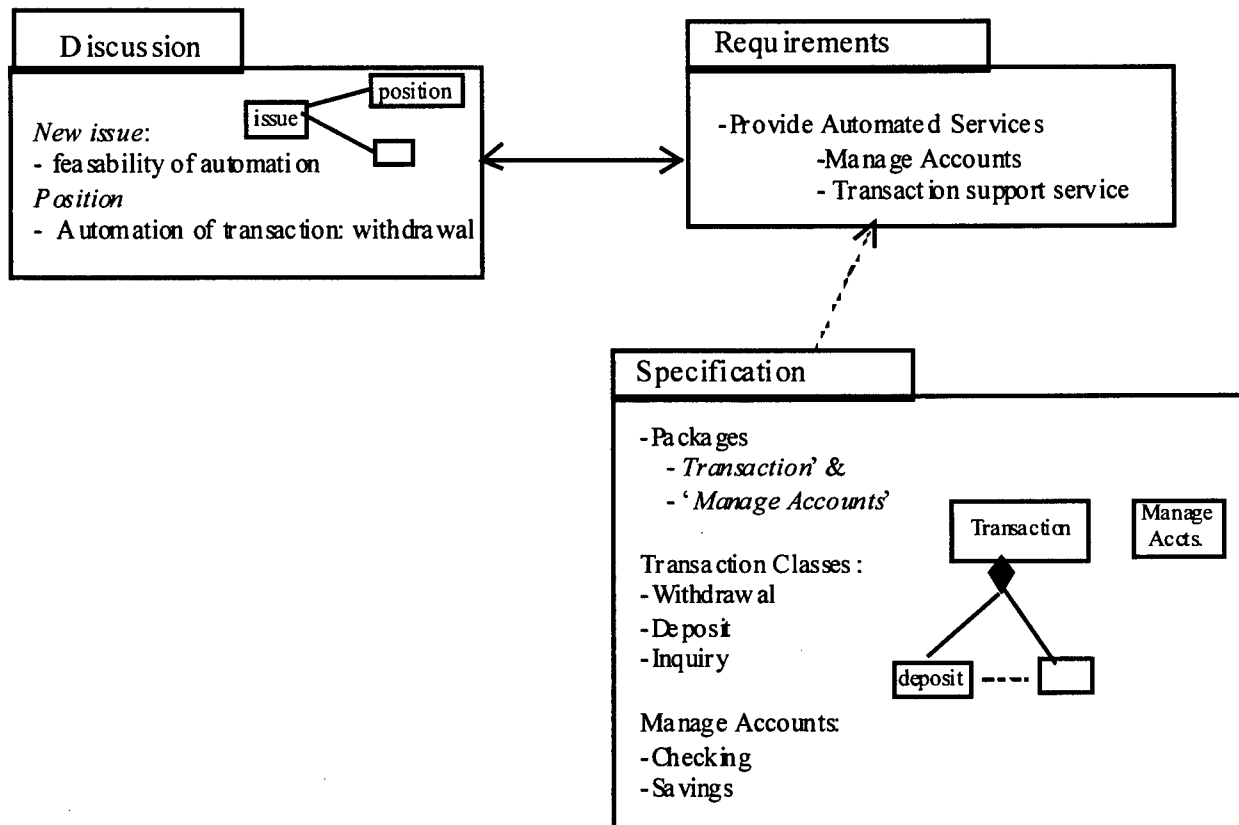 Discussion
position
issue
New issue:
- feasability of automation
Position
- Automation of transaction: withdrawal
Requirements
-Provide Automated Services
-Manage Accounts
- Transaction support service
Specification
-Packages
- Transaction' &
- 'Manage Accounts'
Transaction Classes:
-Withdrawal
-Deposit
-Inquiry
Manage Accounts:
-Checking
-Savings
Transaction
Manage
Accts.
deposit